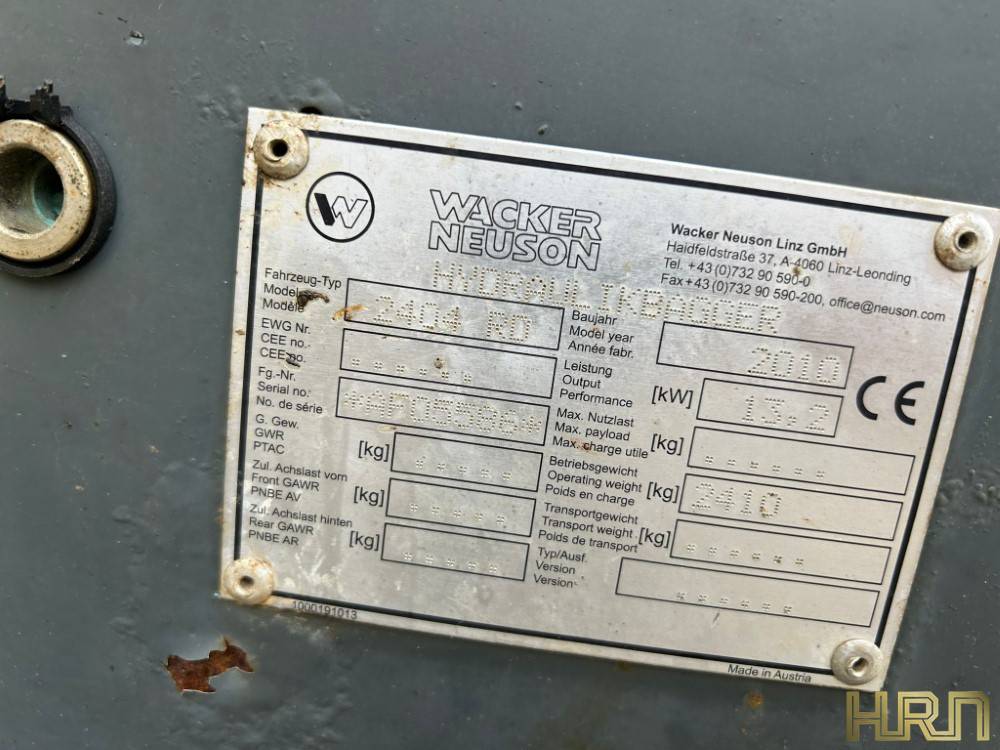 W
WACKER
NEUSON
Wacker Neuson Linz GmbH
Haidfeldstraße 37, A-4060 Linz-Leonding
Tel. +43(0)732 90 590-0
Fax+43(0)732 90 590-200, office@neuson.com
HYDRAULIKBAGGER
Fahrzeug-Typ
Model
Modèle
2404 RD
Baujahr
Model year
Année fabr.
2010
EWG Nr.
CEE no.
CEE no.
******
Leistung
Output
Performance
[kW]
13,2
Fg.-Nr.
Serial no.
No. de série
Max. Nutzlast
Max. payload
Max. charge utile
[kg]
******
G. Gew.
GWR
PTAC
[kg]
*****
Betriebsgewicht
Operating weight
Poids en charge
[kg]
2410
Zul. Achslast vorn
Front GAWR
PNBE AV
[kg]
*****
Transportgewicht
Transport weight
Poids de transport
[kg]
******
Zul. Achslast hinten
Rear GAWR
PNBE AR
[kg]
*****
Typ/Ausf.
Version
Version
******
CE
1000191013
Made in Austria
HRN